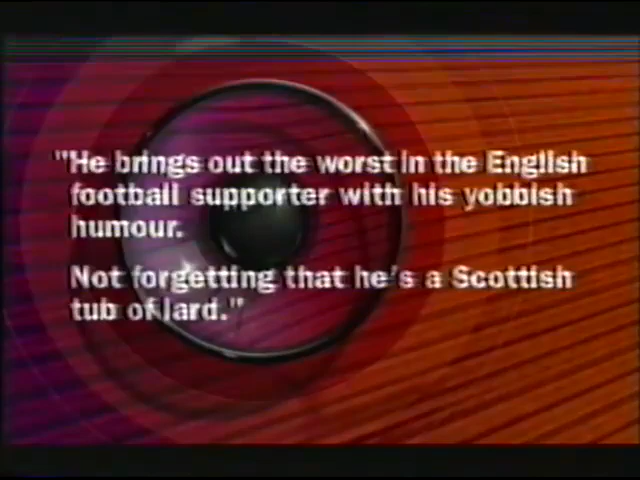 "He brings out the worst in the English
football supporter with his yobbish
humour.
Not forgetting that he's a Scottish
tub of lard."